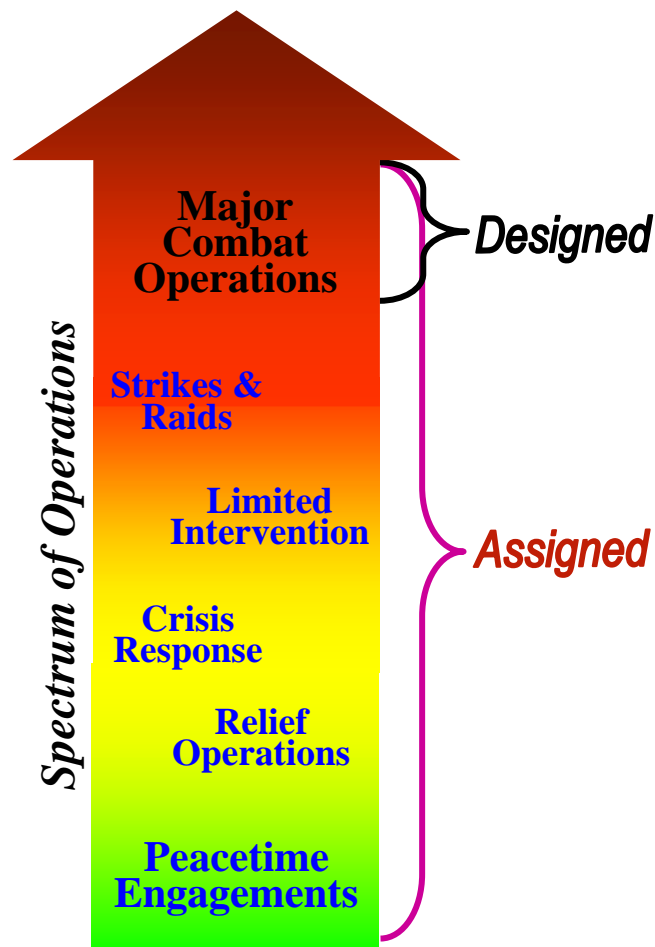 Major
Combat
Operations
Designed
Strikes &
Raids
Limited
Intervention
Assigned
Crisis
Response
Relief
Operations
Peacetime
Engagements
Spectrum of Operations